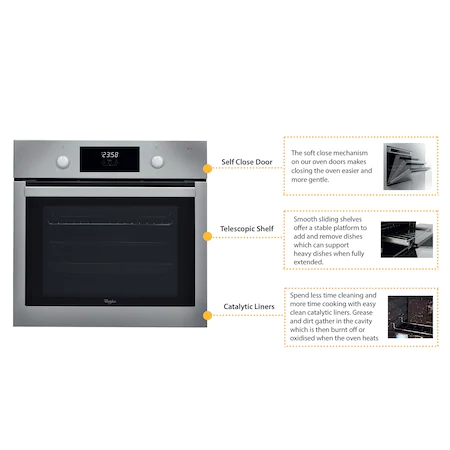 23:58
Whirlpool
Self Close Door
The soft close mechanism
on our oven doors makes
closing the oven easier and
more gentle.
Telescopic Shelf
Smooth sliding shelves
offer a stable platform to
add and remove dishes
which can support
heavy dishes when fully
extended.
Catalytic Liners
Spend less time cleaning and
more time cooking with easy
clean catalytic liners. Grease
and dirt gather in the cavity
which is then burnt off or
oxidised when the oven heats